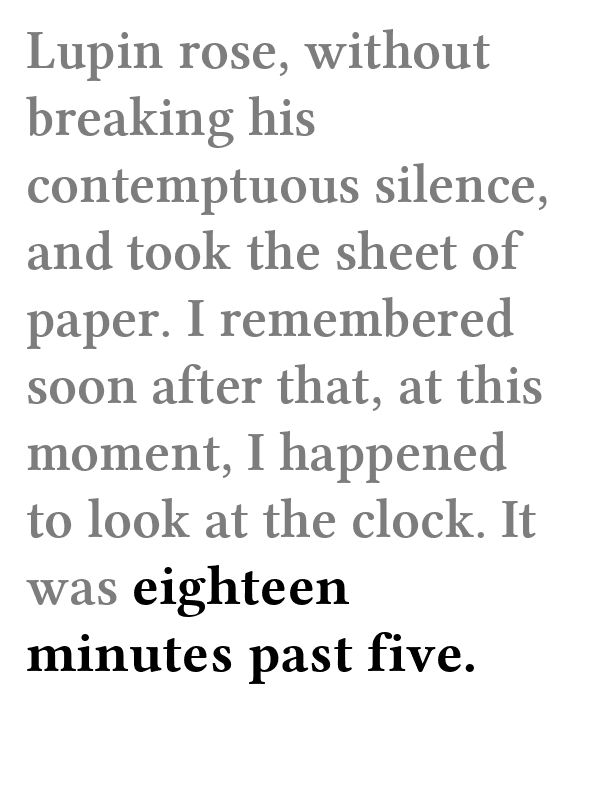 Lupin rose, without
breaking his
contemptuous silence,
and took the sheet of
paper. I remembered
soon after that, at this
moment, I happened
to look at the clock. It
was eighteen
minutes past five.